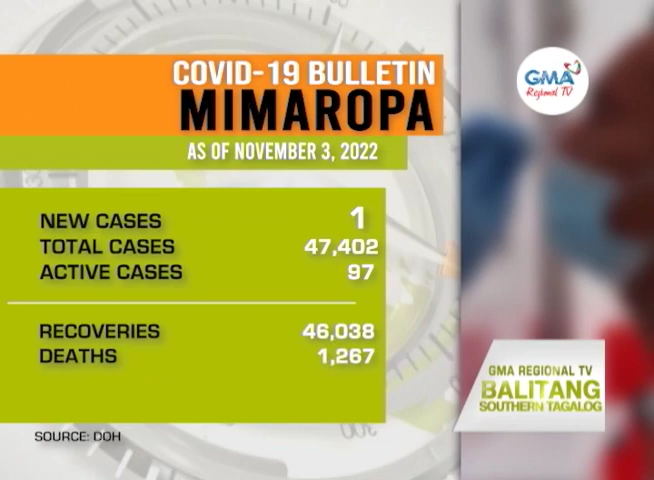 COVID-19 BULLETIN
MIMAROPA
AS OF NOVEMBER 3, 2022
GMA
Regional TV
NEW CASES 1
TOTAL CASES 47,402
ACTIVE CASES 97
RECOVERIES 46,038
DEATHS 1,267
SOURCE: DOH
GMA REGIONAL TV
BALITANG
SOUTHERN TAGALOG